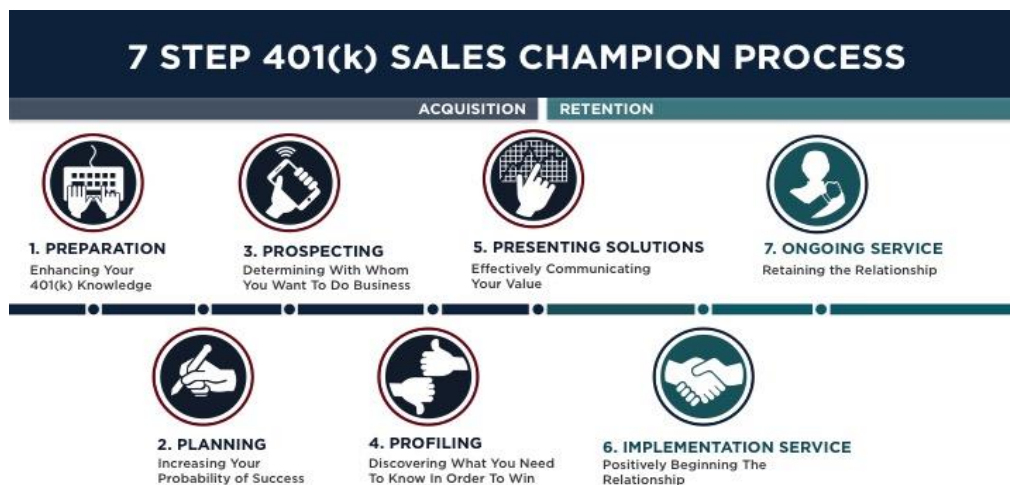 7 STEP 401(k) SALES CHAMPION PROCESS
ACQUISITION
RETENTION
1. PREPARATION
Enhancing Your
401(k) Knowledge
3. PROSPECTING
Determining With Whom
You Want To Do Business
5. PRESENTING SOLUTIONS
Effectively Communicating
Your Value
7. ONGOING SERVICE
Retaining the Relationship
2. PLANNING
Increasing Your
Probability of Success
4. PROFILING
Discovering What You Need
To Know In Order To Win
6. IMPLEMENTATION SERVICE
Positively Beginning The
Relationship